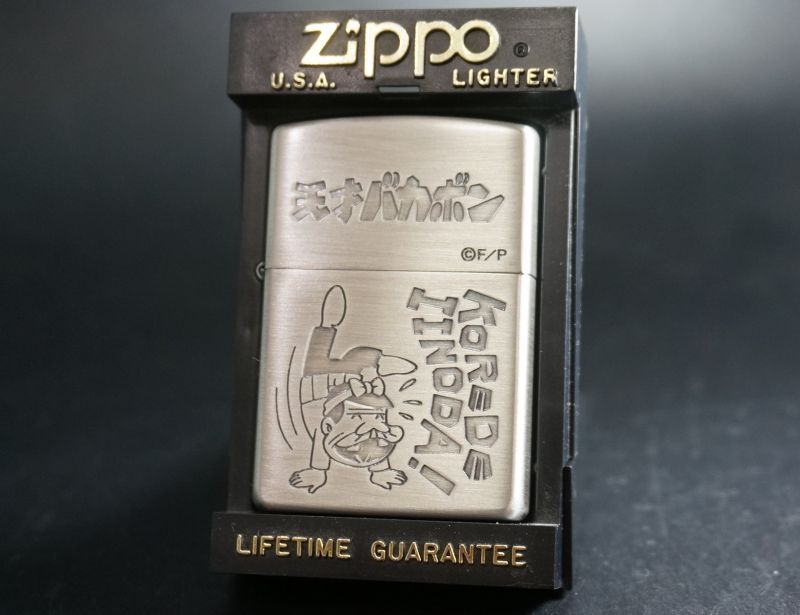 Zippo®
U.S.A. LIGHTER
天才バカボン
©F/P
KOREDE
IINODA!
LIFETIME GUARANTEE